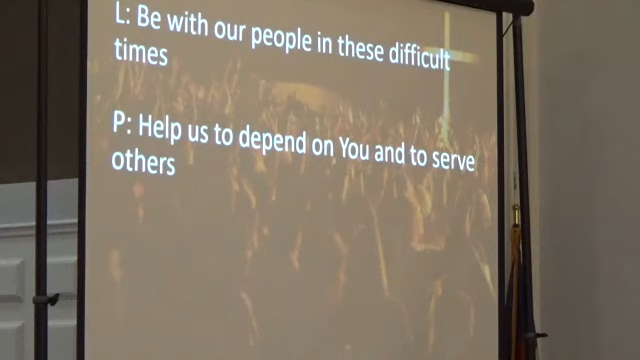 L: Be with our people in these difficult
times
P: Help us to depend on You and to serve
others